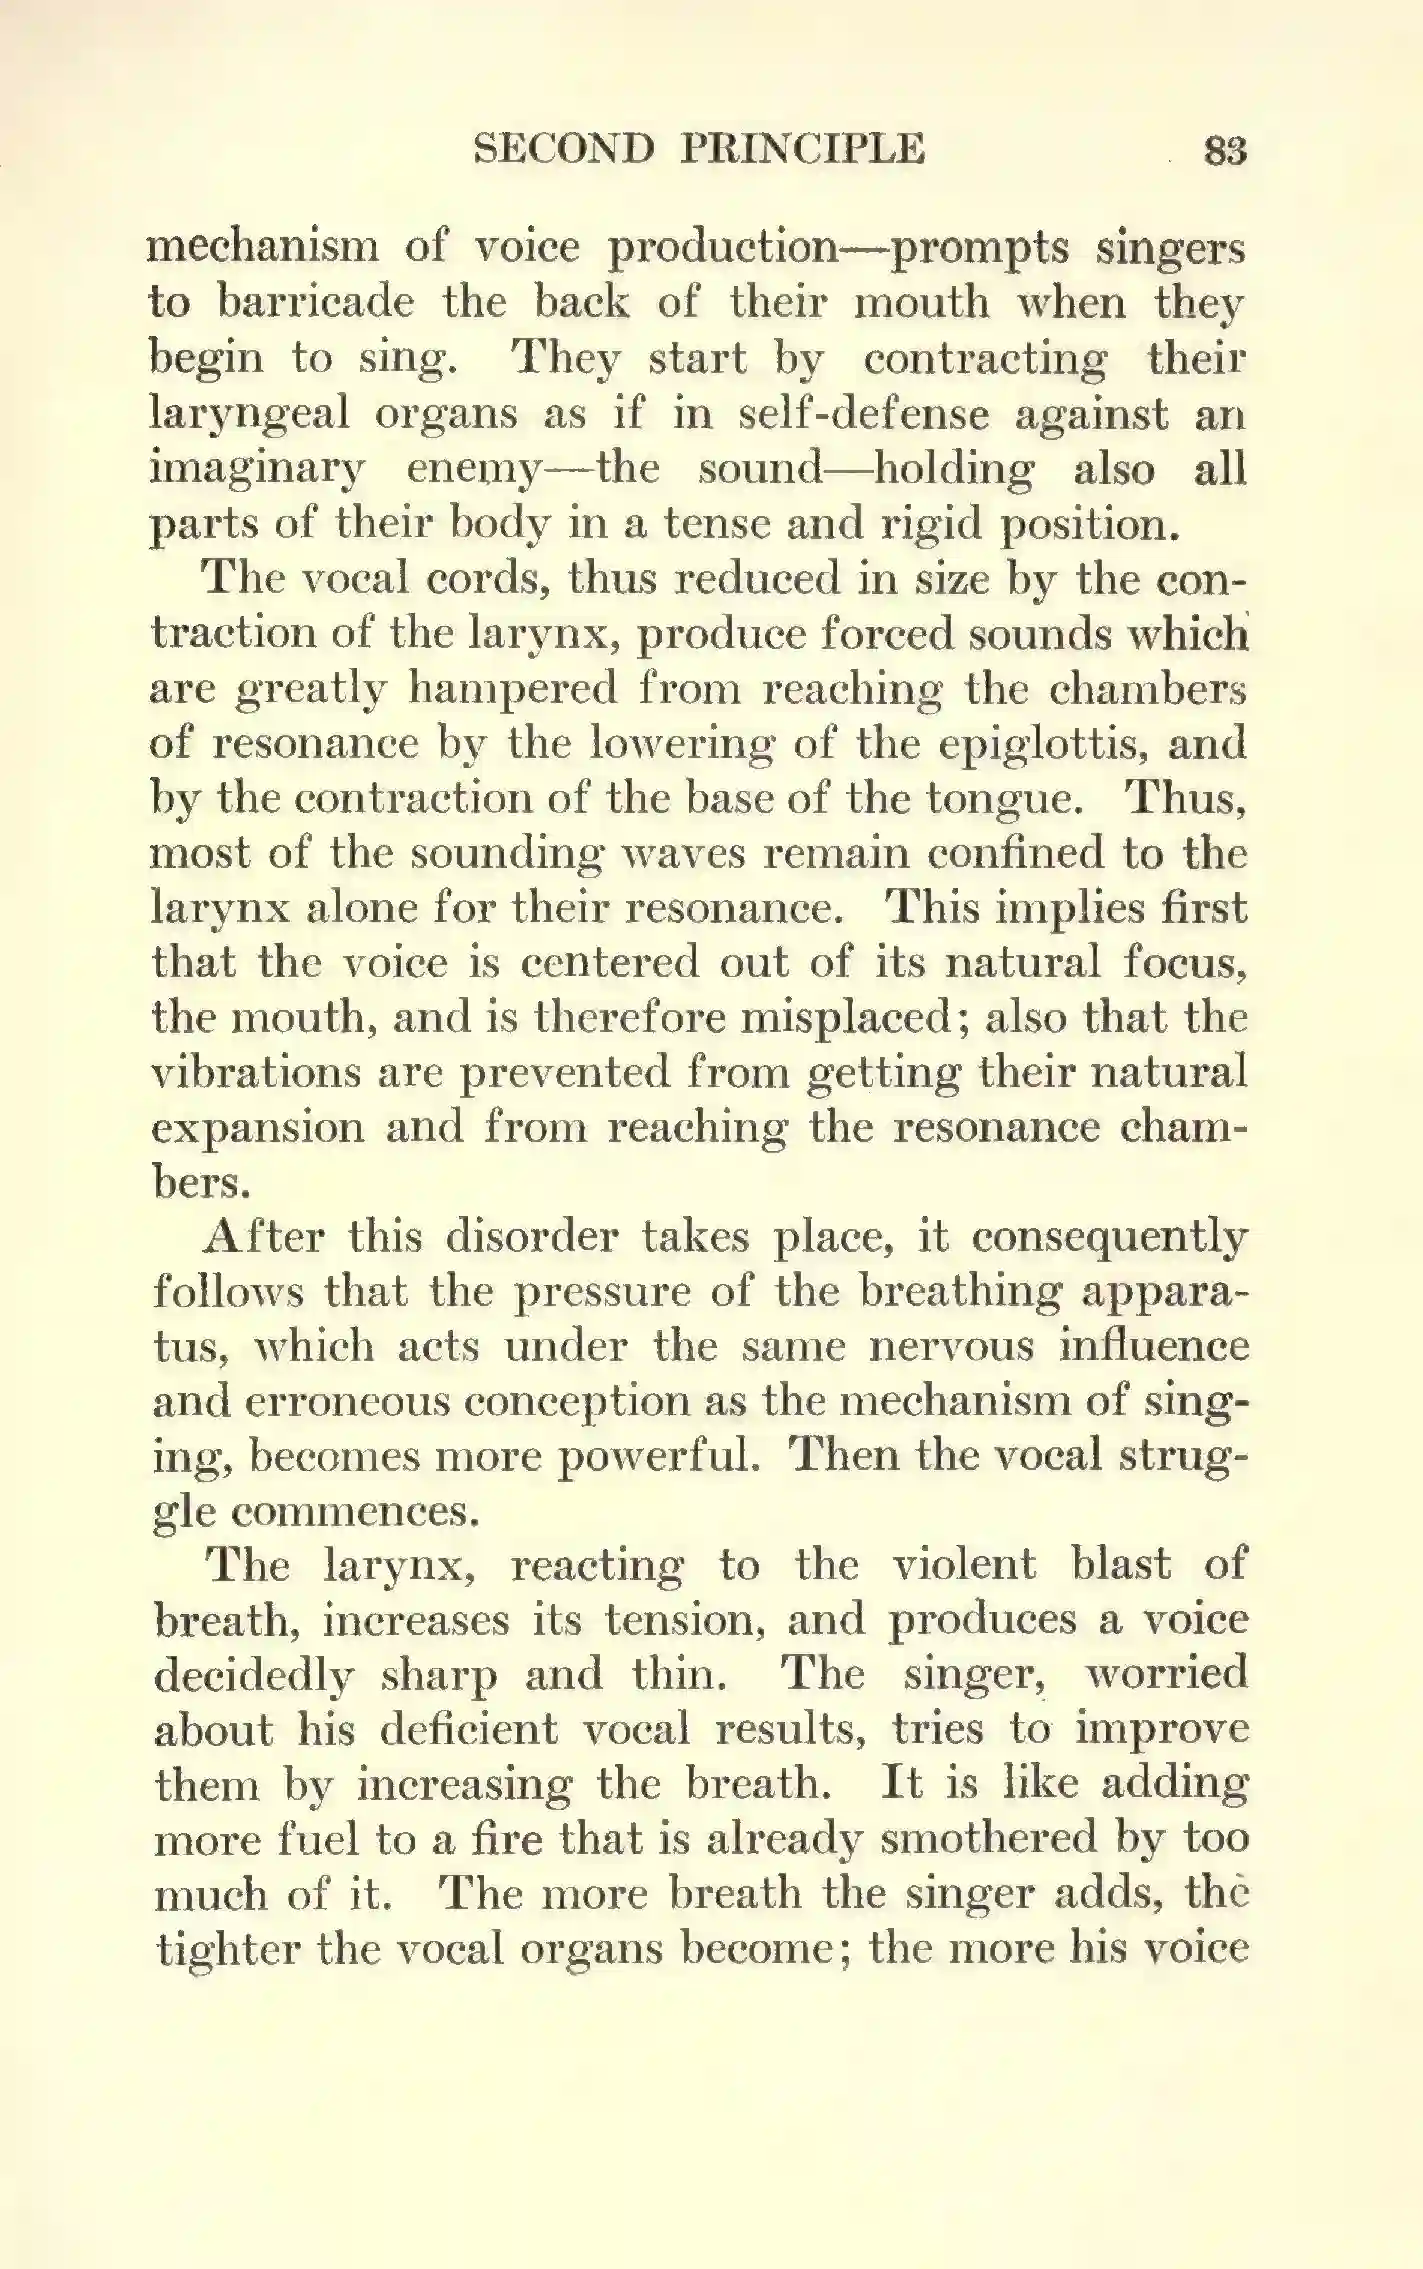 SECOND PRINCIPLE 83
mechanism of voice production—prompts singers
to barricade the back of their mouth when they
begin to sing. They start by contracting their
laryngeal organs as if in self-defense against an
imaginary enemy—the sound—holding also all
parts of their body in a tense and rigid position.
The vocal cords, thus reduced in size by the con-
traction of the larynx, produce forced sounds which
are greatly hampered from reaching the chambers
of resonance by the lowering of the epiglottis, and
by the contraction of the base of the tongue. Thus,
most of the sounding waves remain confined to the
larynx alone for their resonance. This implies first
that the voice is centered out of its natural focus,
the mouth, and is therefore misplaced; also that the
vibrations are prevented from getting their natural
expansion and from reaching the resonance cham-
bers.
After this disorder takes place, it consequently
follows that the pressure of the breathing appara-
tus, which acts under the same nervous influence
and erroneous conception as the mechanism of sing-
ing, becomes more powerful. Then the vocal strug-
gle commences.
The larynx, reacting to the violent blast of
breath, increases its tension, and produces a voice
decidedly sharp and thin. The singer, worried
about his deficient vocal results, tries to improve
them by increasing the breath. It is like adding
more fuel to a fire that is already smothered by too
much of it. The more breath the singer adds, the
tighter the vocal organs become; the more his voice